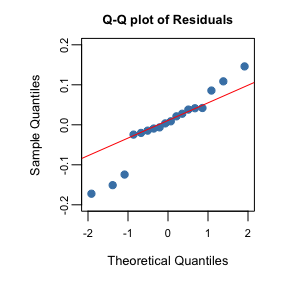 Q-Q plot of Residuals
Sample Quantiles
0.2
0.1
0.0
-0.1
-0.2
-2 -1 0 1 2
Theoretical Quantiles